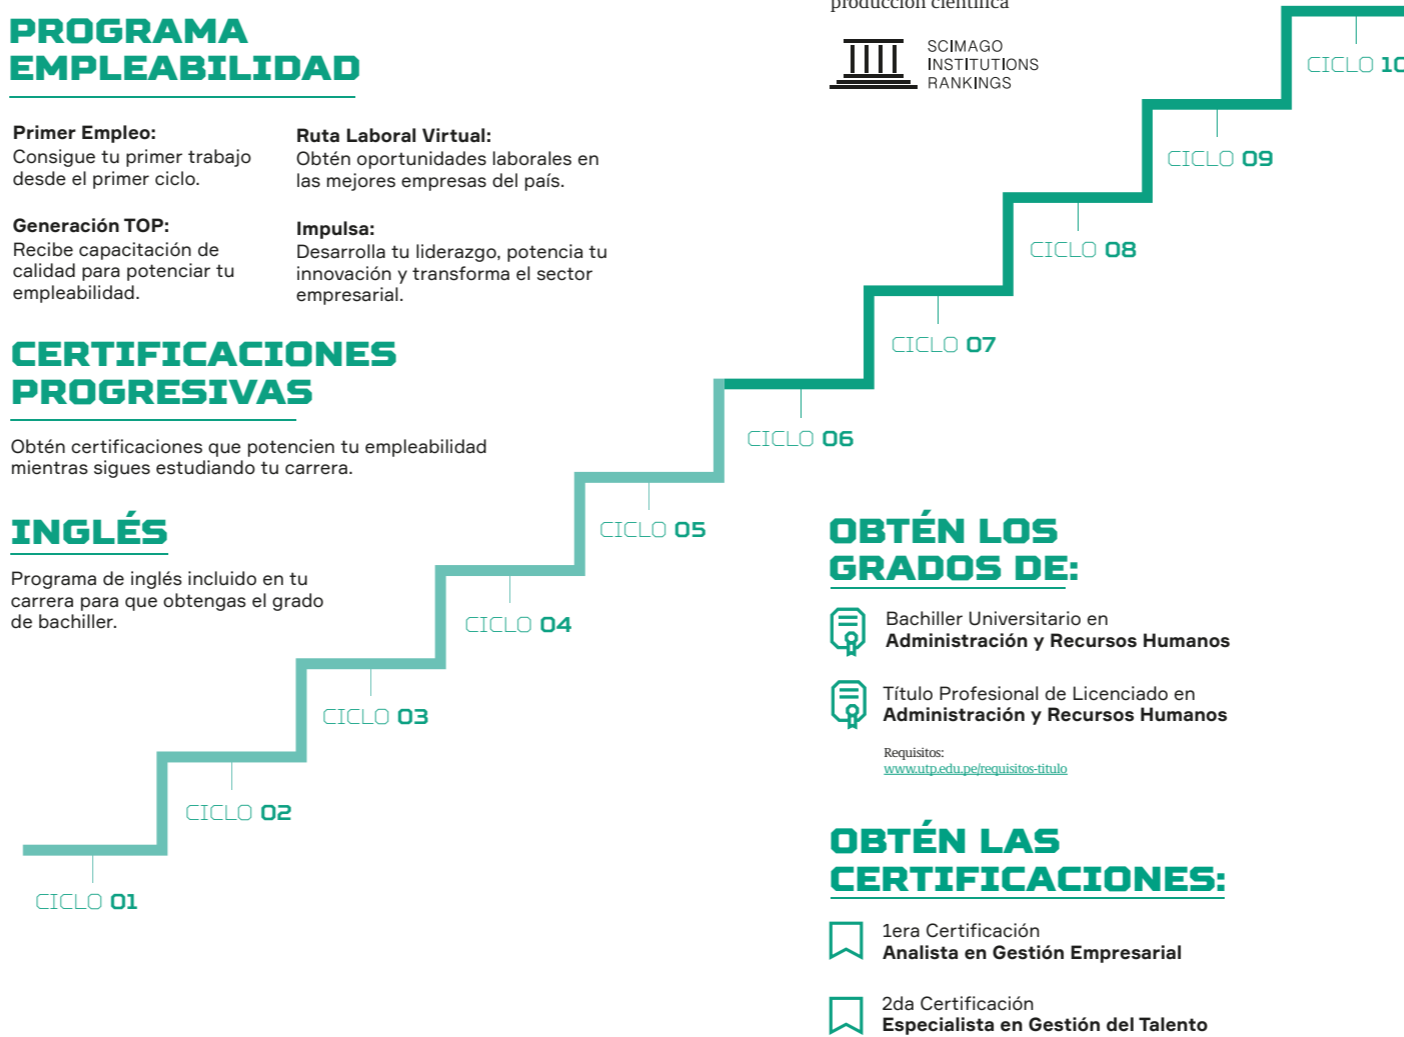 PROGRAMA
EMPLEABILIDAD
Primer Empleo:
Consigue tu primer trabajo
desde el primer ciclo.
Generación TOP:
Recibe capacitación de
calidad para potenciar tu
empleabilidad.
Ruta Laboral Virtual:
Obtén oportunidades laborales en
las mejores empresas del país.
Impulsa:
Desarrolla tu liderazgo, potencia tu
innovación y transforma el sector
empresarial.
CERTIFICACIONES
PROGRESIVAS
Obtén certificaciones que potencien tu empleabilidad
mientras sigues estudiando tu carrera.
INGLÉS
Programa de inglés incluido en tu
carrera para que obtengas el grado
de bachiller.
CICLO 01
CICLO 02
CICLO 03
CICLO 04
CICLO 05
CICLO 06
CICLO 07
CICLO 08
CICLO 09
CICLO 10
producción científica
SCIMAGO
INSTITUTIONS
RANKINGS
OBTÉN LOS
GRADOS DE:
Bachiller Universitario en
Administración y Recursos Humanos
Título Profesional de Licenciado en
Administración y Recursos Humanos
Requisitos:
www.utp.edu.pe/requisitos-titulo
OBTÉN LAS
CERTIFICACIONES:
1era Certificación
Analista en Gestión Empresarial
2da Certificación
Especialista en Gestión del Talento